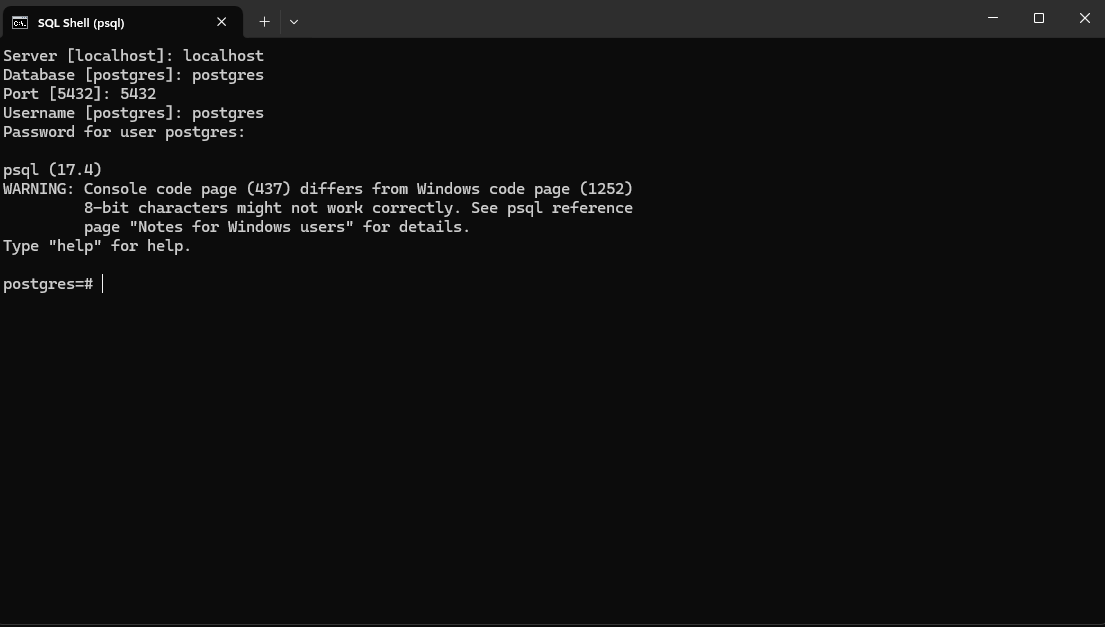 SQL Shell (psql)
Server [localhost]: localhost
Database [postgres]: postgres
Port [5432]: 5432
Username [postgres]: postgres
Password for user postgres:
psql (17.4)
WARNING: Console code page (437) differs from Windows code page (1252)
         8-bit characters might not work correctly. See psql reference
         page "Notes for Windows users" for details.
Type "help" for help.
postgres=#